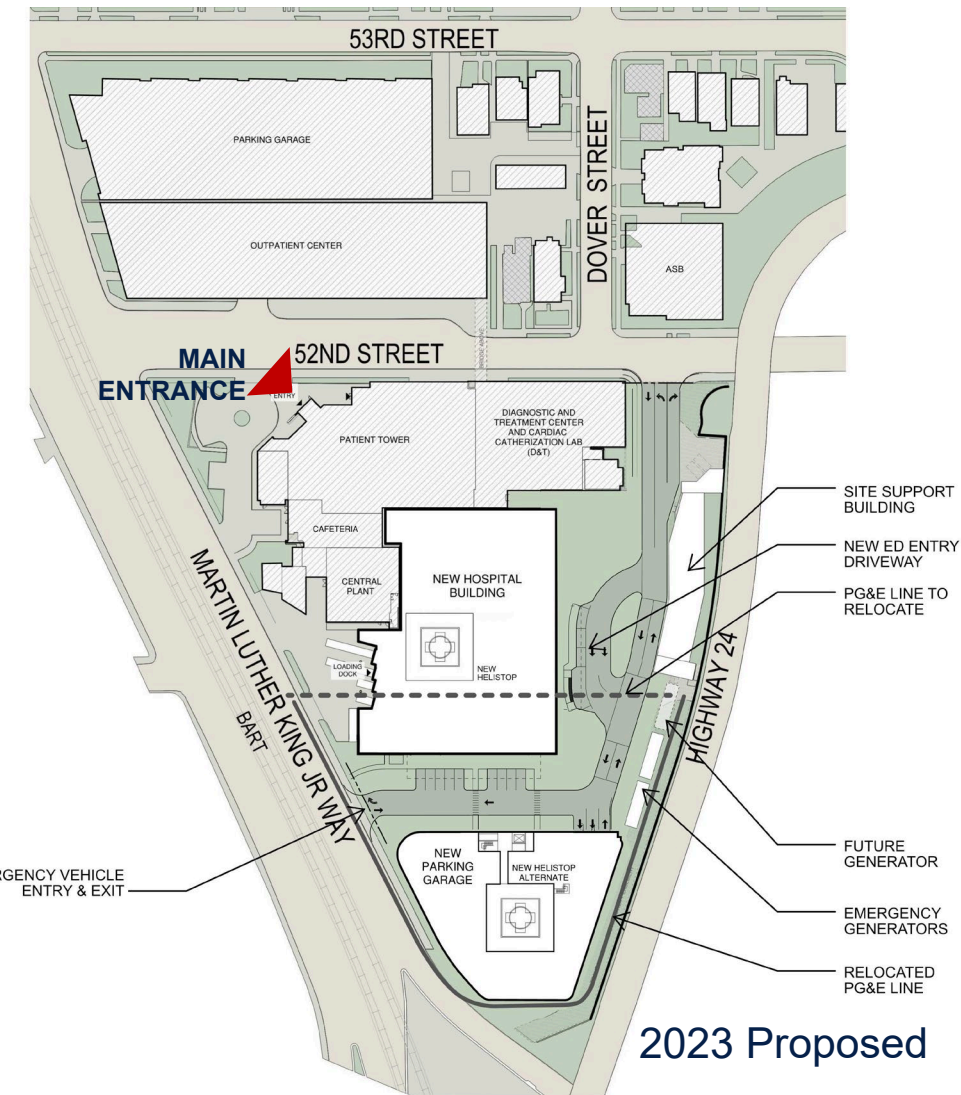 53RD STREET
PARKING GARAGE
DOVER STREET
OUTPATIENT CENTER
ASB
BRIDGE ABOVE
MAIN
ENTRANCE
52ND STREET
ENTRY
PATIENT TOWER
DIAGNOSTIC AND
TREATMENT CENTER
AND CARDIAC
CATHERIZATION LAB
(D&T)
SITE SUPPORT
BUILDING
CAFETERIA
NEW ED ENTRY
DRIVEWAY
CENTRAL
PLANT
NEW HOSPITAL
BUILDING
PG&E LINE TO
RELOCATE
MARTIN LUTHER KING JR WAY
BART
LOADING
DOCK
NEW
HELISTOP
HIGHWAY 24
FUTURE
GENERATOR
NEW
PARKING
GARAGE
NEW HELISTOP
ALTERNATE
RGENCY VEHICLE
ENTRY & EXIT
EMERGENCY
GENERATORS
RELOCATED
PG&E LINE
2023 Proposed